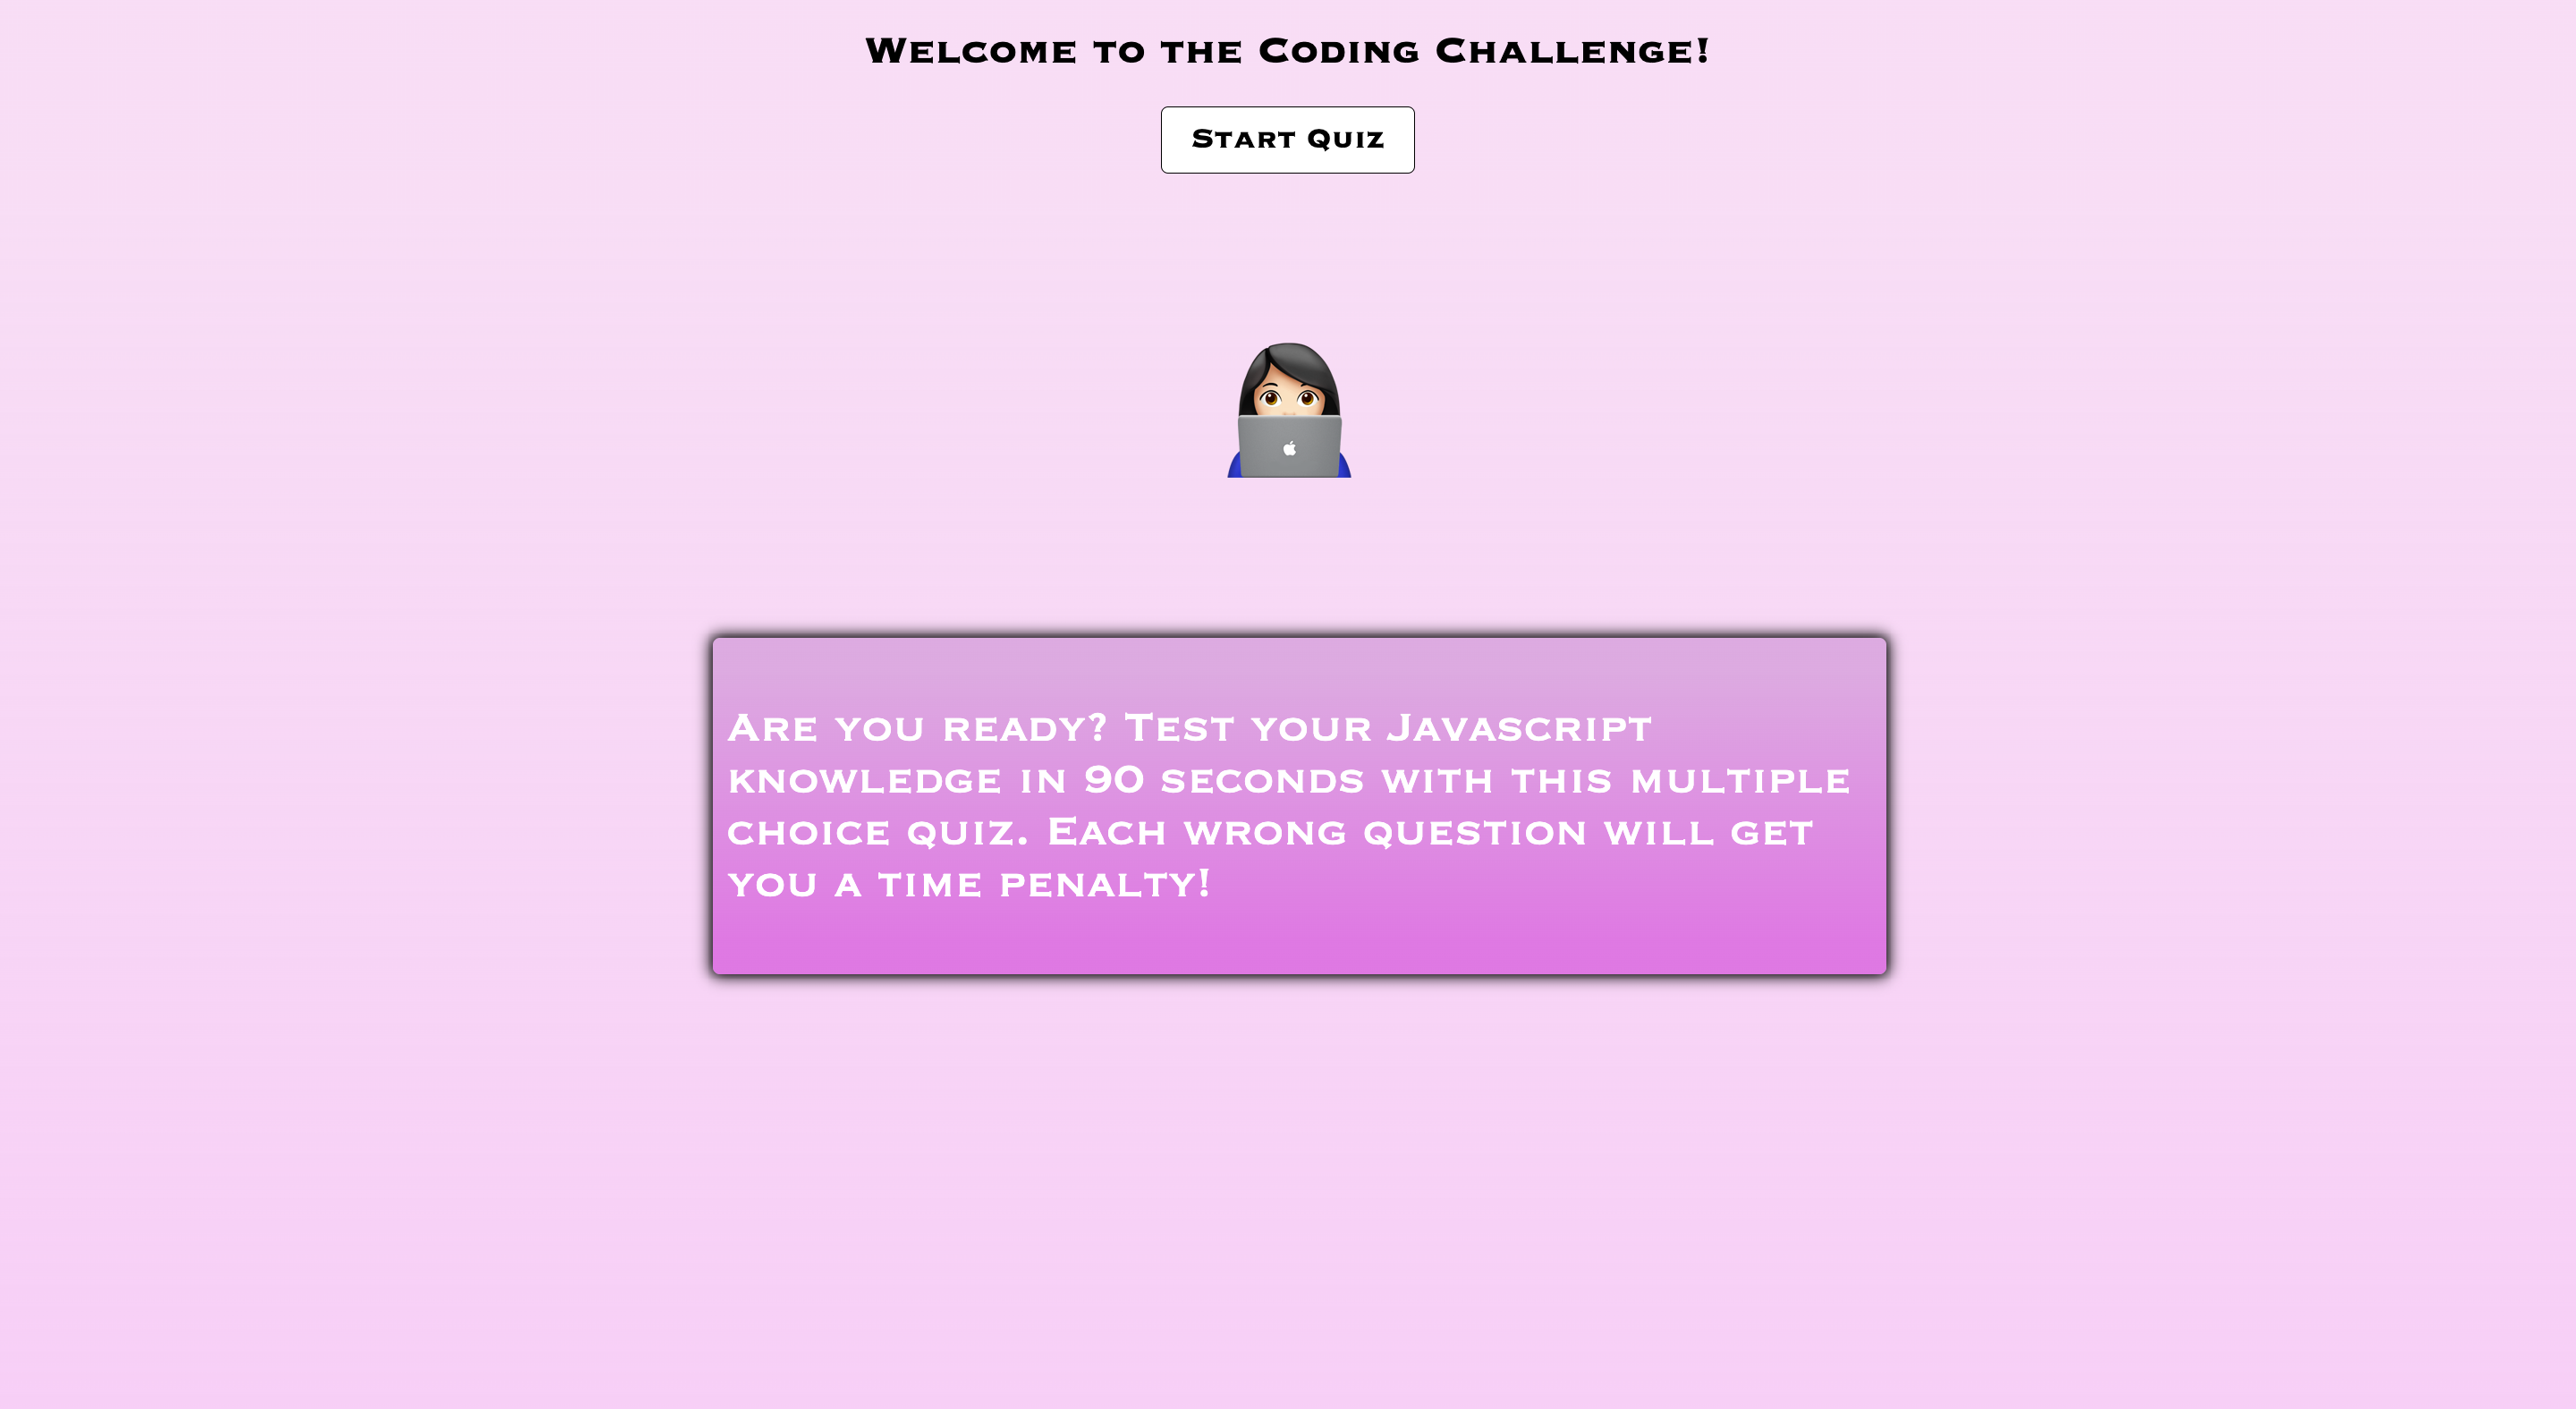 Welcome to the Coding Challenge!
Start Quiz
Are you ready? Test your Javascript
knowledge in 90 seconds with this multiple
choice quiz. Each wrong question will get
you a time penalty!